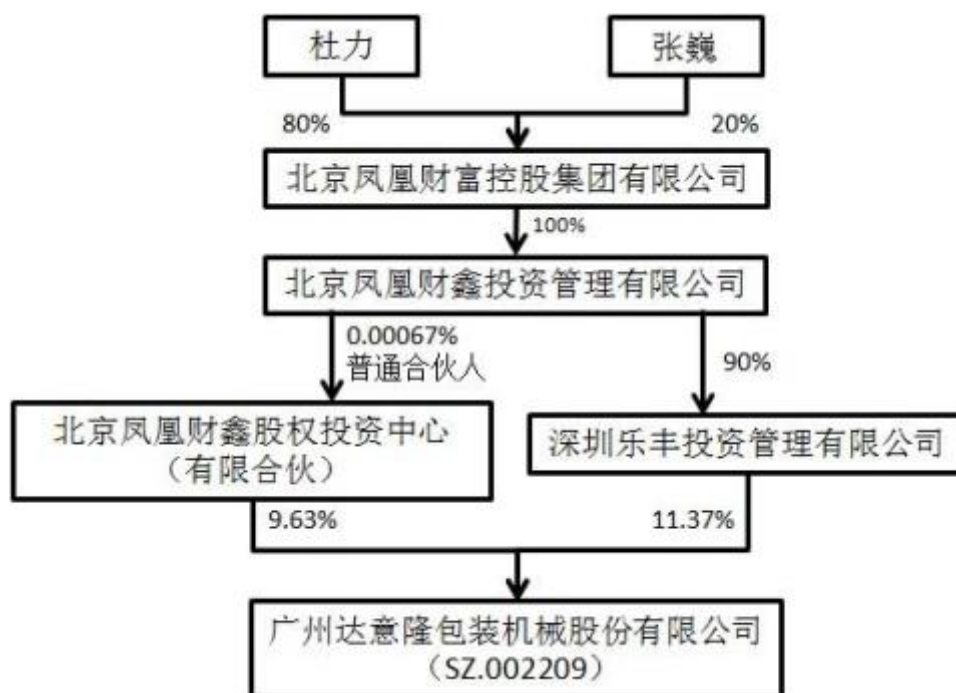 杜力
张巍
80%
20%
北京凤凰财富控股集团有限公司
100%
北京凤凰财鑫投资管理有限公司
0.00067%
普通合伙人
90%
北京凤凰财鑫股权投资中心
（有限合伙）
深圳乐丰投资管理有限公司
9.63%
11.37%
广州达意隆包装机械股份有限公司
（SZ.002209）